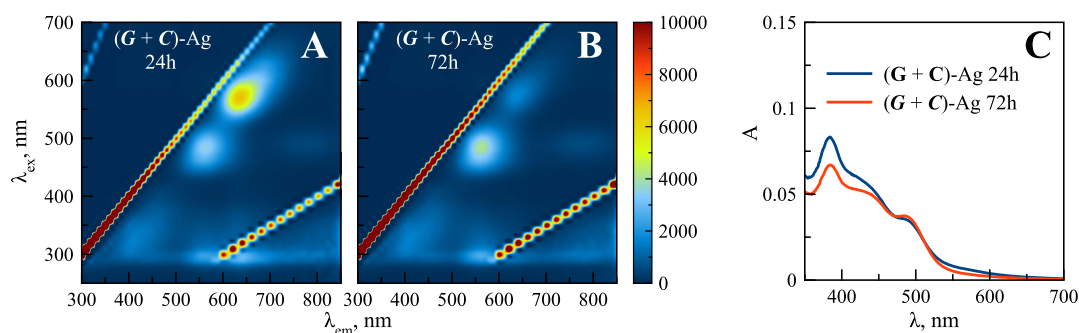 700
600
500
400
300
λex, nm
(G + C)-Ag
24h
A
300 400 500 600 700 800
(G + C)-Ag
72h
B
300 400 500 600 700 800
λem, nm
10000
8000
6000
4000
2000
0
0.15
0.1
0.05
0
A
C
(G + C)-Ag 24h
(G + C)-Ag 72h
400 500 600 700
λ, nm